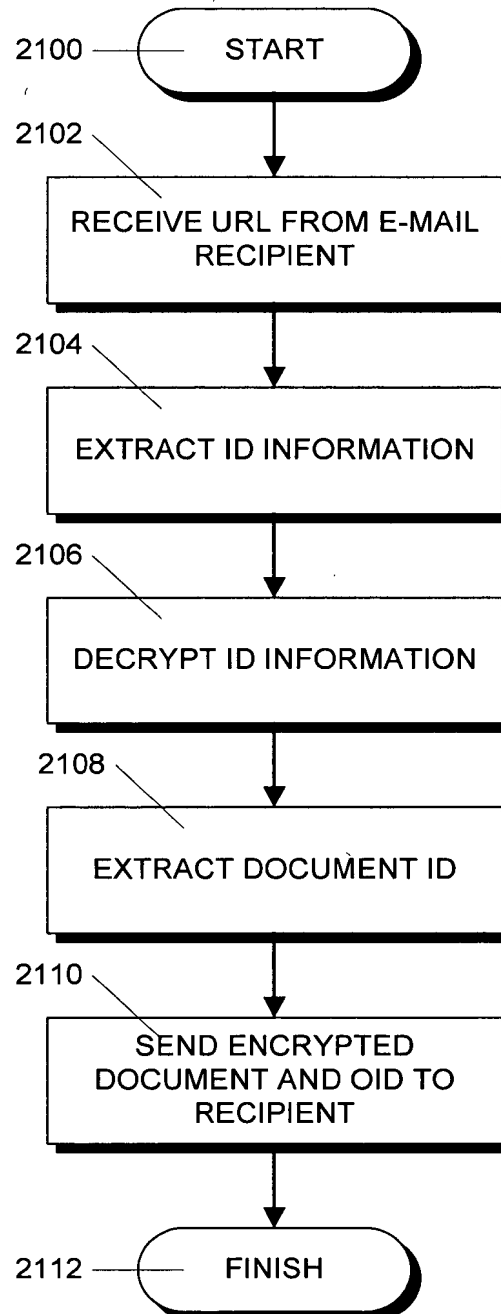 2100
START
2102
RECEIVE URL FROM E-MAIL
RECIPIENT
2104
EXTRACT ID INFORMATION
2106
DECRYPT ID INFORMATION
2108
EXTRACT DOCUMENT ID
2110
SEND ENCRYPTED
DOCUMENT AND OID TO
RECIPIENT
2112
FINISH